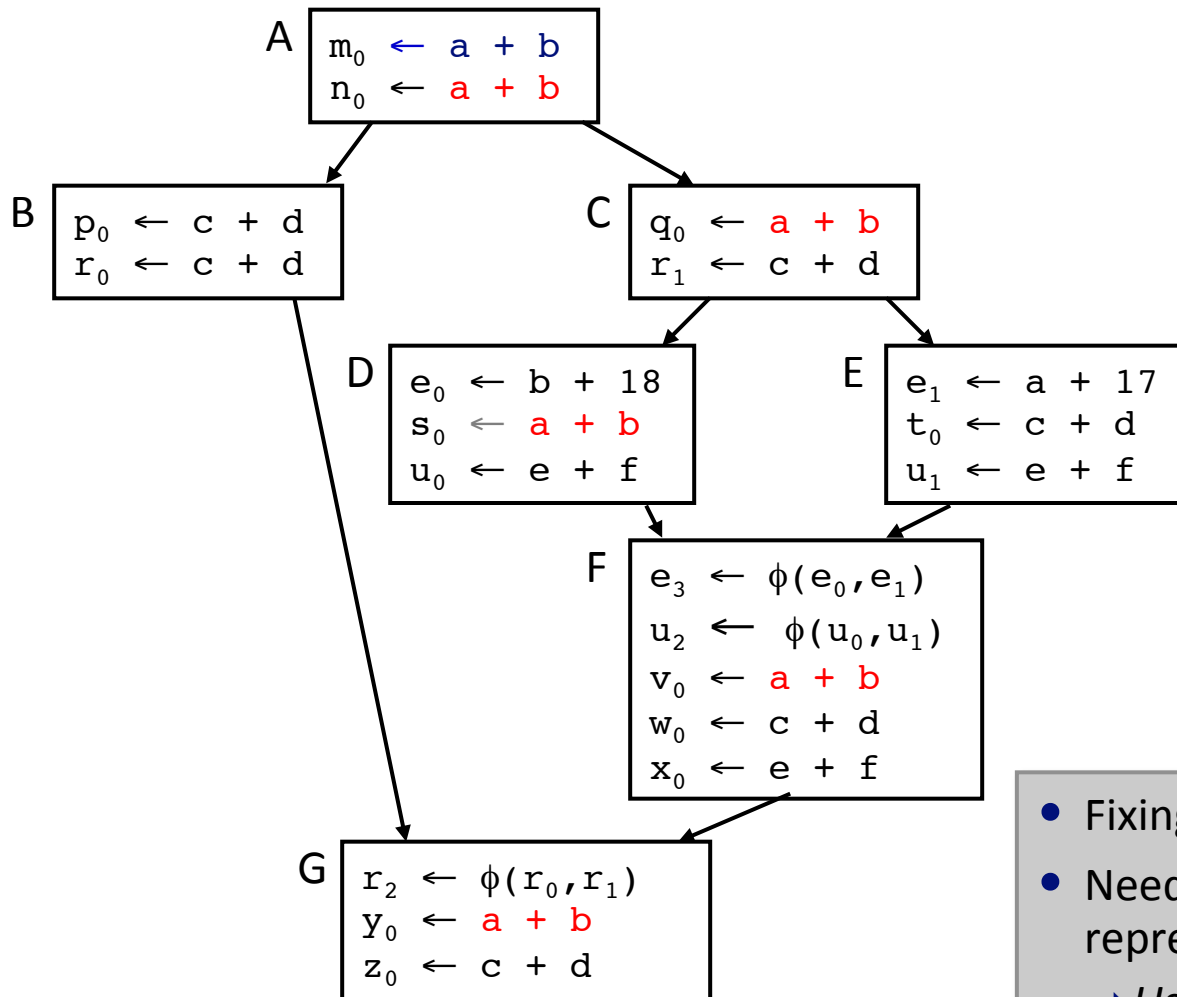 A
m₀ ← a + b
n₀ ← a + b
B
p₀ ← c + d
r₀ ← c + d
C
q₀ ← a + b
r₁ ← c + d
D
e₀ ← b + 18
s₀ ← a + b
u₀ ← e + f
E
e₁ ← a + 17
t₀ ← c + d
u₁ ← e + f
F
e₃ ← ϕ(e₀,e₁)
u₂ ← ϕ(u₀,u₁)
v₀ ← a + b
w₀ ← c + d
x₀ ← e + f
G
r₂ ← ϕ(r₀,r₁)
y₀ ← a + b
z₀ ← c + d
• Fixing
• Need
repre